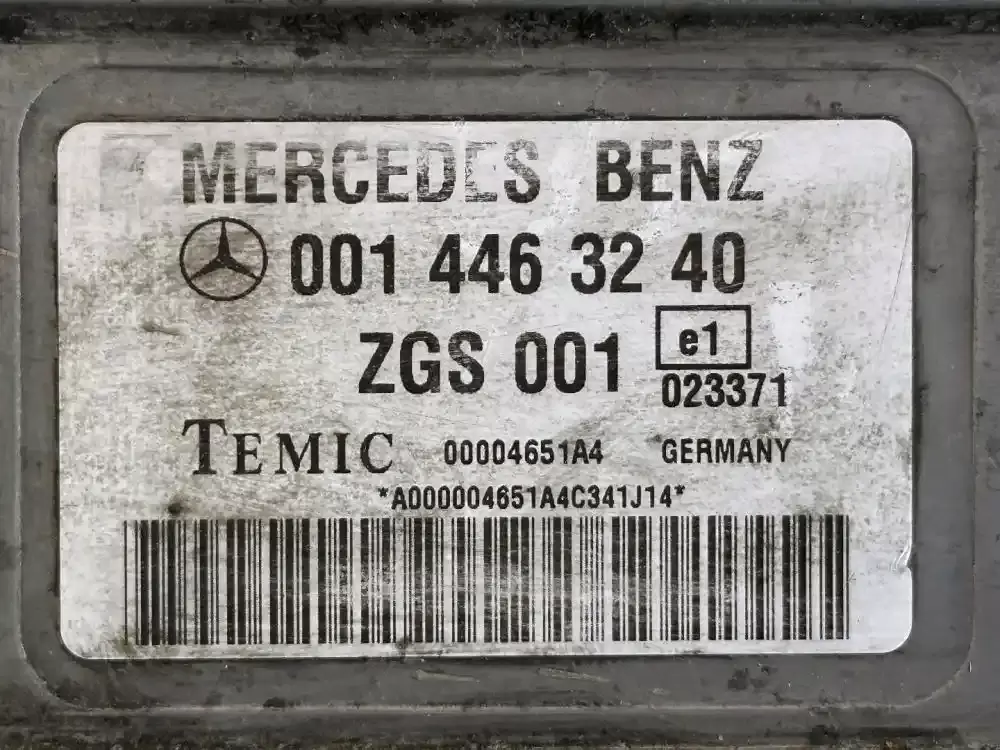 MERCEDES BENZ
001 446 32 40
ZGS 001 e1
023371
TEMIC 00004651A4 GERMANY
*A000004651A4C341J14*